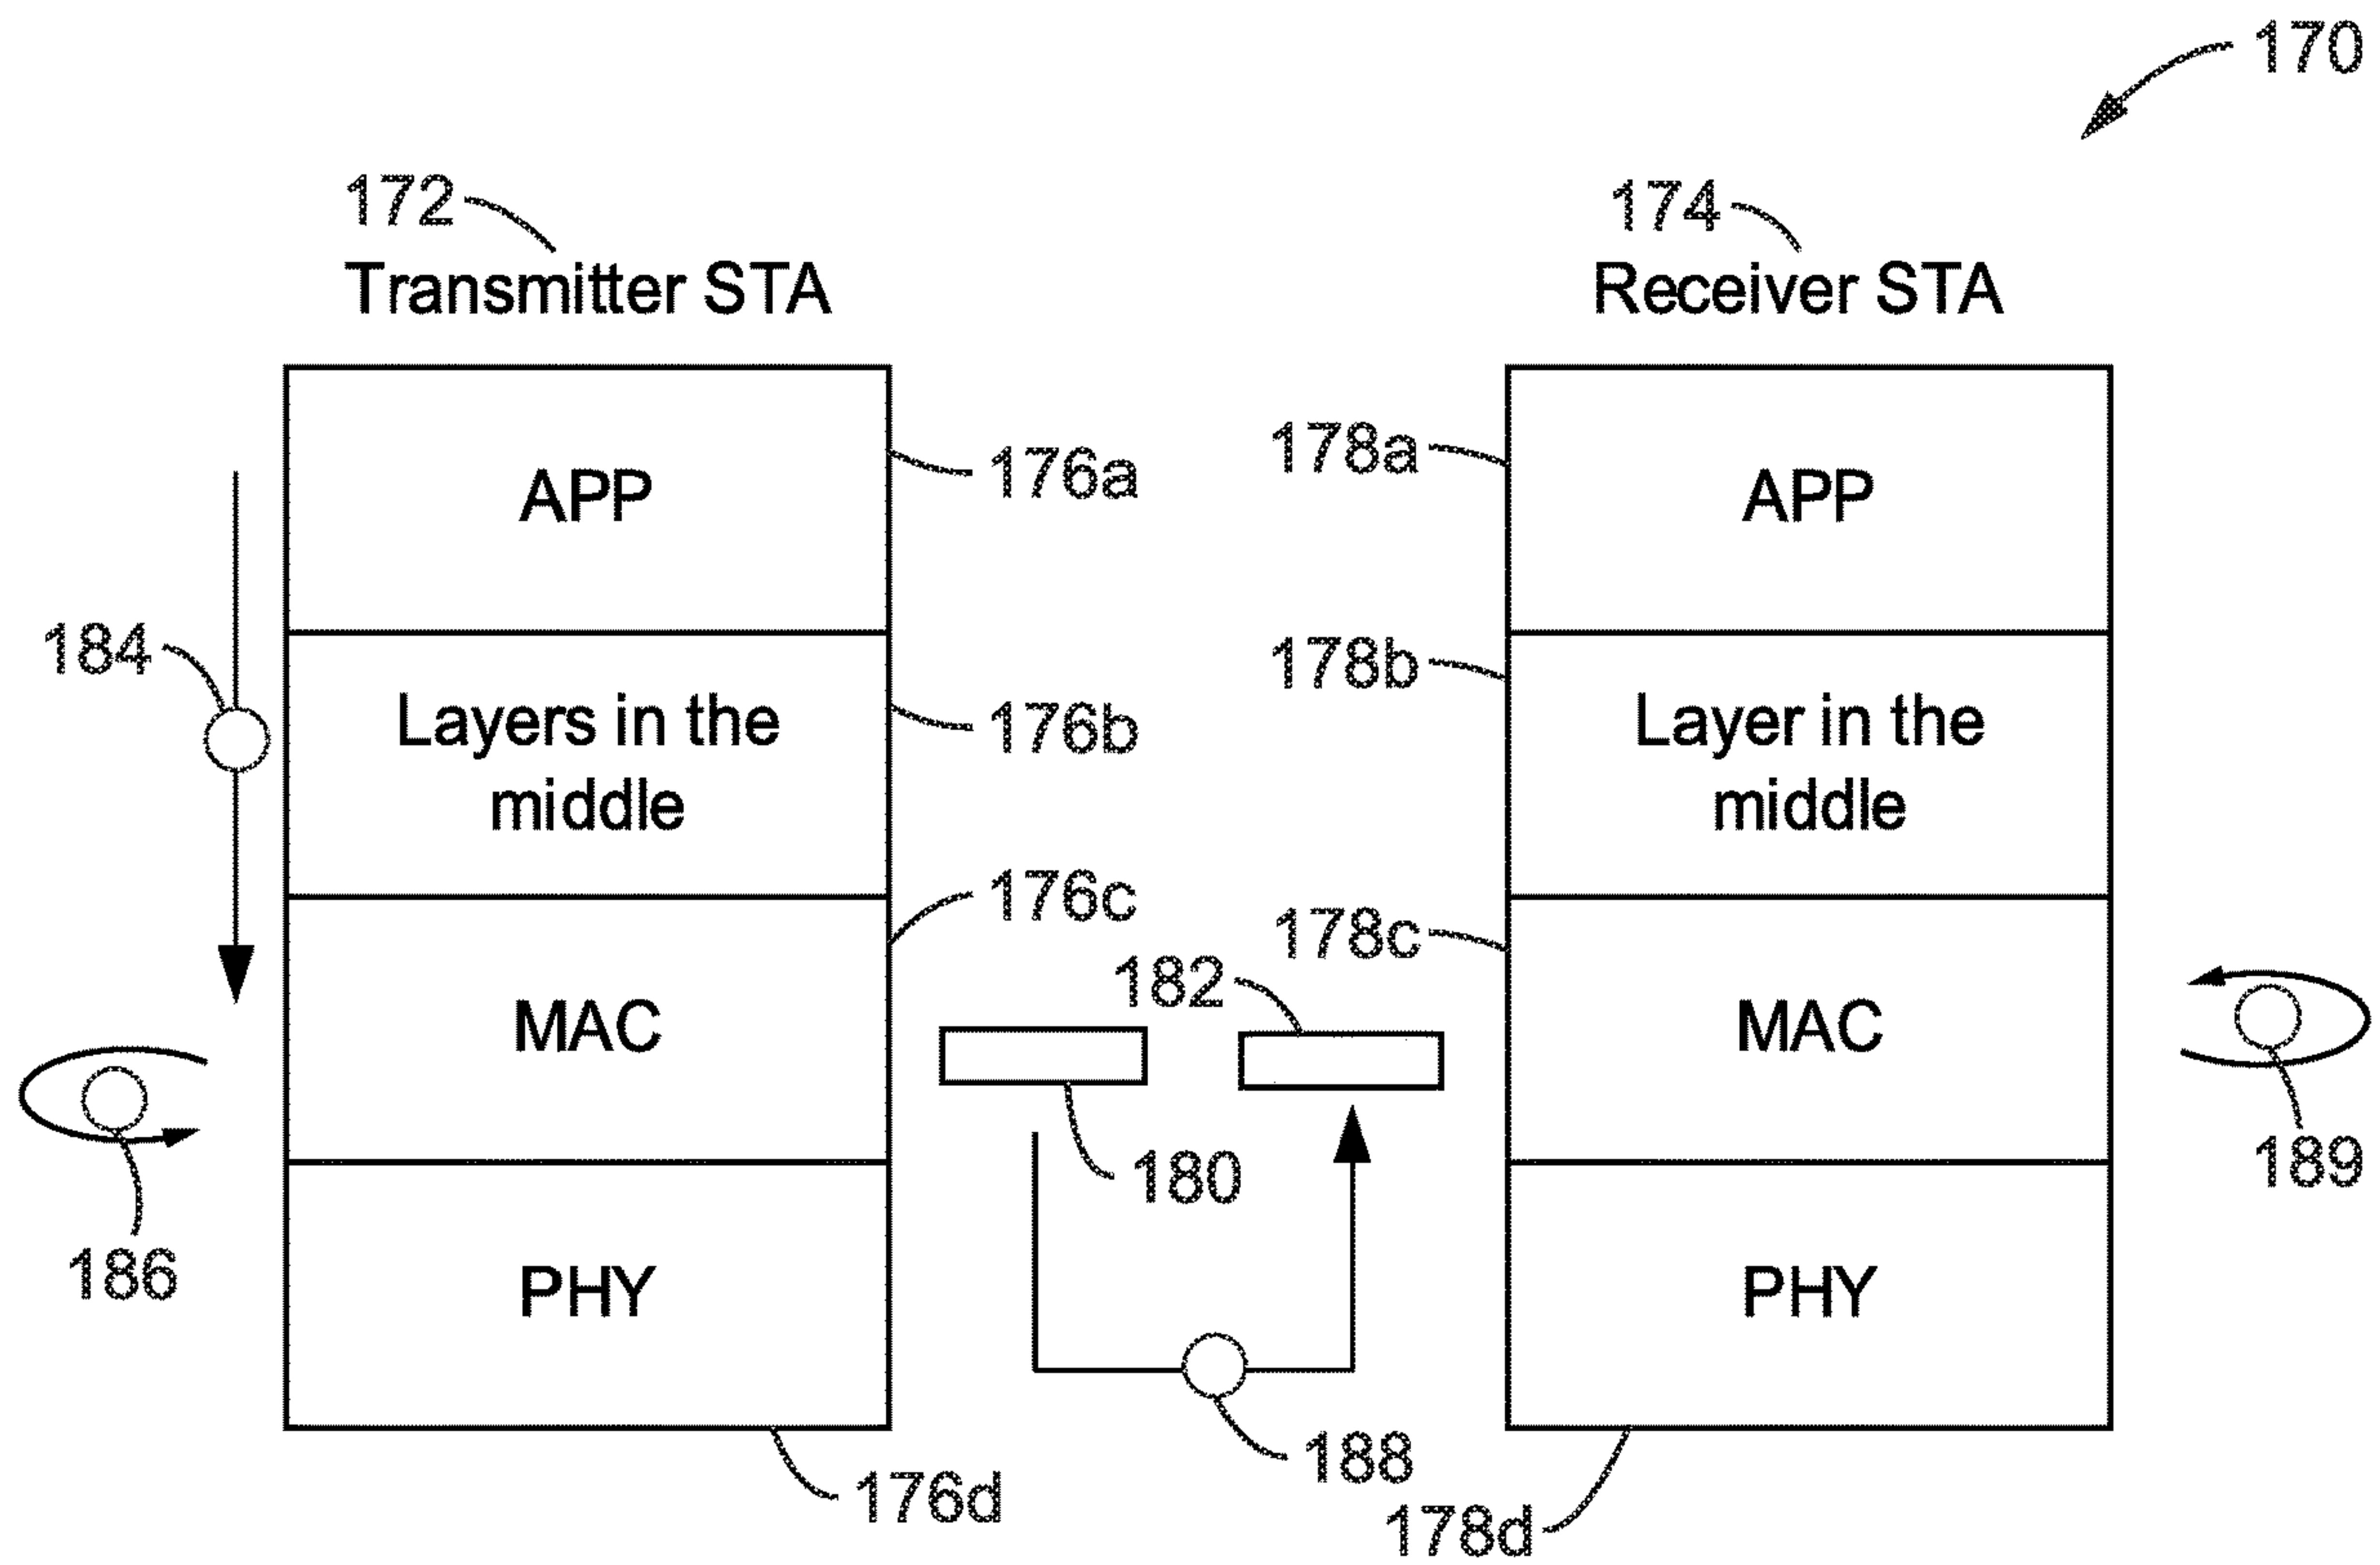 170
172
174
Transmitter STA
Receiver STA
APP
176a
178a
APP
184
Layers in the
middle
176b
178b
Layer in the
middle
MAC
176c
178c
182
MAC
180
186
189
PHY
188
PHY
176d
178d